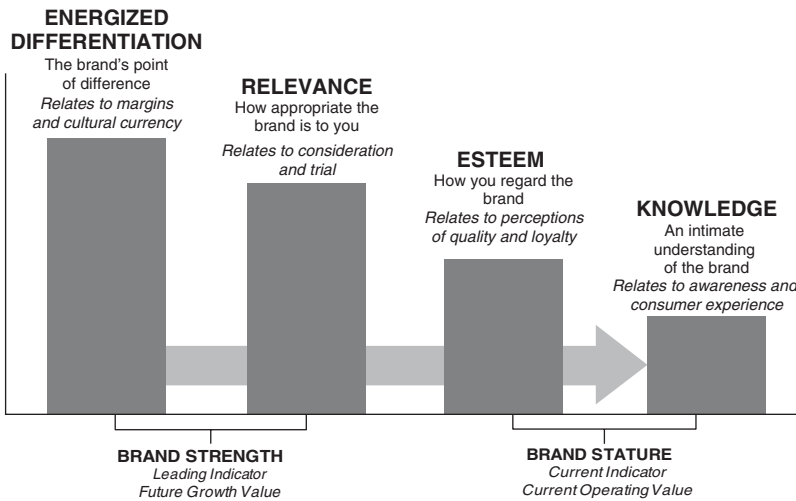 ENERGIZED
DIFFERENTIATION
The brand's point
of difference
Relates to margins
and cultural currency
RELEVANCE
How appropriate the
brand is to you
Relates to consideration
and trial
ESTEEM
How you regard the
brand
Relates to perceptions
of quality and loyalty
KNOWLEDGE
An intimate
understanding
of the brand
Relates to awareness and
consumer experience
BRAND STRENGTH
Leading Indicator
Future Growth Value
BRAND STATURE
Current Indicator
Current Operating Value